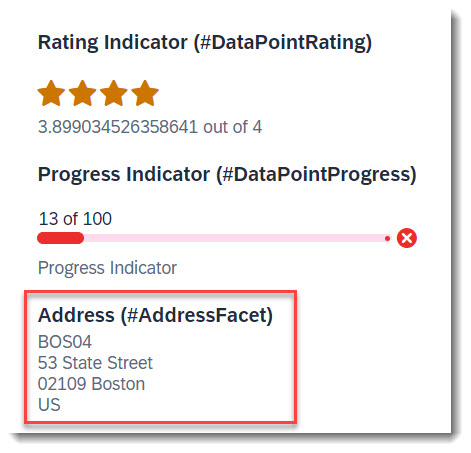 Rating Indicator (#DataPointRating)
3.899034526358641 out of 4
Progress Indicator (#DataPointProgress)
13 of 100
Progress Indicator
Address (#AddressFacet)
BOS04
53 State Street
02109 Boston
US